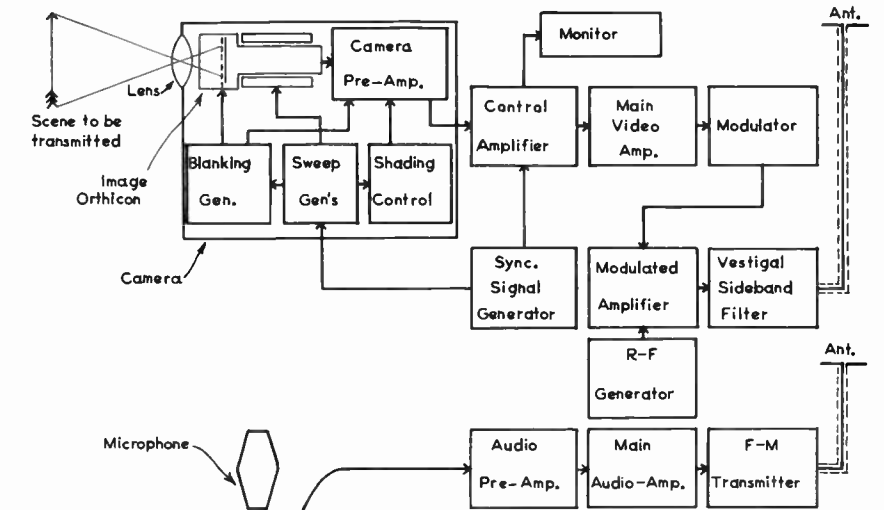 Ant.
Monitor
Camera
Pre-Amp.
Lens
Scene to be
transmitted
Control
Amplifier
Main
Video
Amp.
Modulator
Image
Orthicon
Blanking
Gen.
Sweep
Gen's
Shading
Control
Camera
Sync.
Signal
Generator
Modulated
Amplifier
Vestigal
Sideband
Filter
R-F
Generator
Ant.
Microphone
Audio
Pre-Amp.
Main
Audio-Amp.
F-M
Transmitter